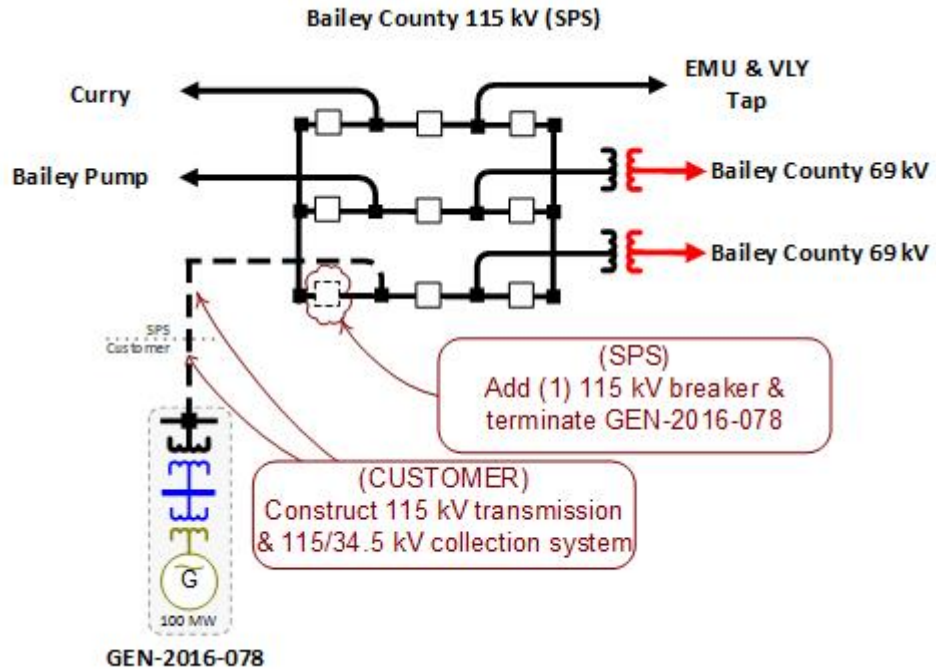 Bailey County 115 kV (SPS)
Curry
EMU & VLY
Tap
Bailey Pump
Bailey County 69 kV
Bailey County 69 kV
SPS
Customer
(SPS)
Add (1) 115 kV breaker &
terminate GEN-2016-078
(CUSTOMER)
Construct 115 kV transmission
& 115/34.5 kV collection system
G
100 MW
GEN-2016-078